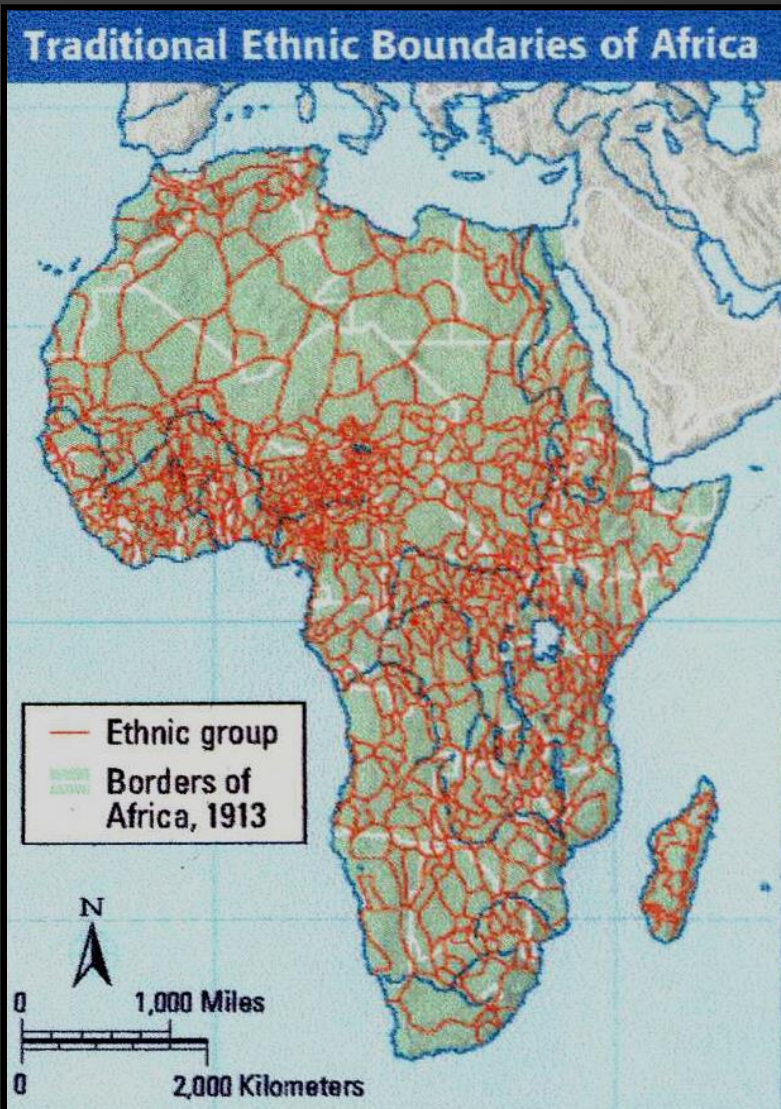 Traditional Ethnic Boundaries of Africa
Ethnic group
Borders of
Africa, 1913
N
0 1,000 Miles
0 2,000 Kilometers